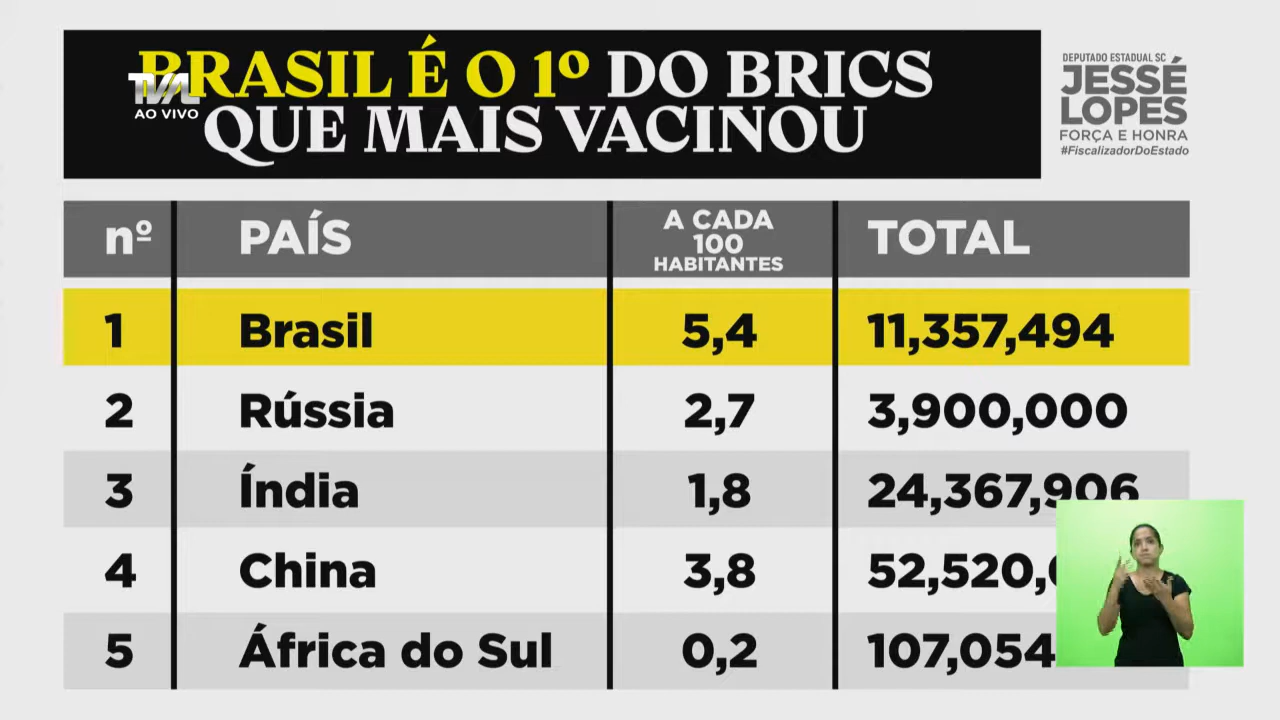 BRASIL É O 1º DO BRICS
QUE MAIS VACINOU
TVAL
AO VIVO
DEPUTADO ESTADUAL SC
JESSÉ
LOPES
FORÇA E HONRA
#FiscalizadorDoEstado
nº PAÍS A CADA 100 HABITANTES TOTAL
1 Brasil 5,4 11,357,494
2 Rússia 2,7 3,900,000
3 Índia 1,8 24,367,906
4 China 3,8
5 África do Sul 0,2 107,054